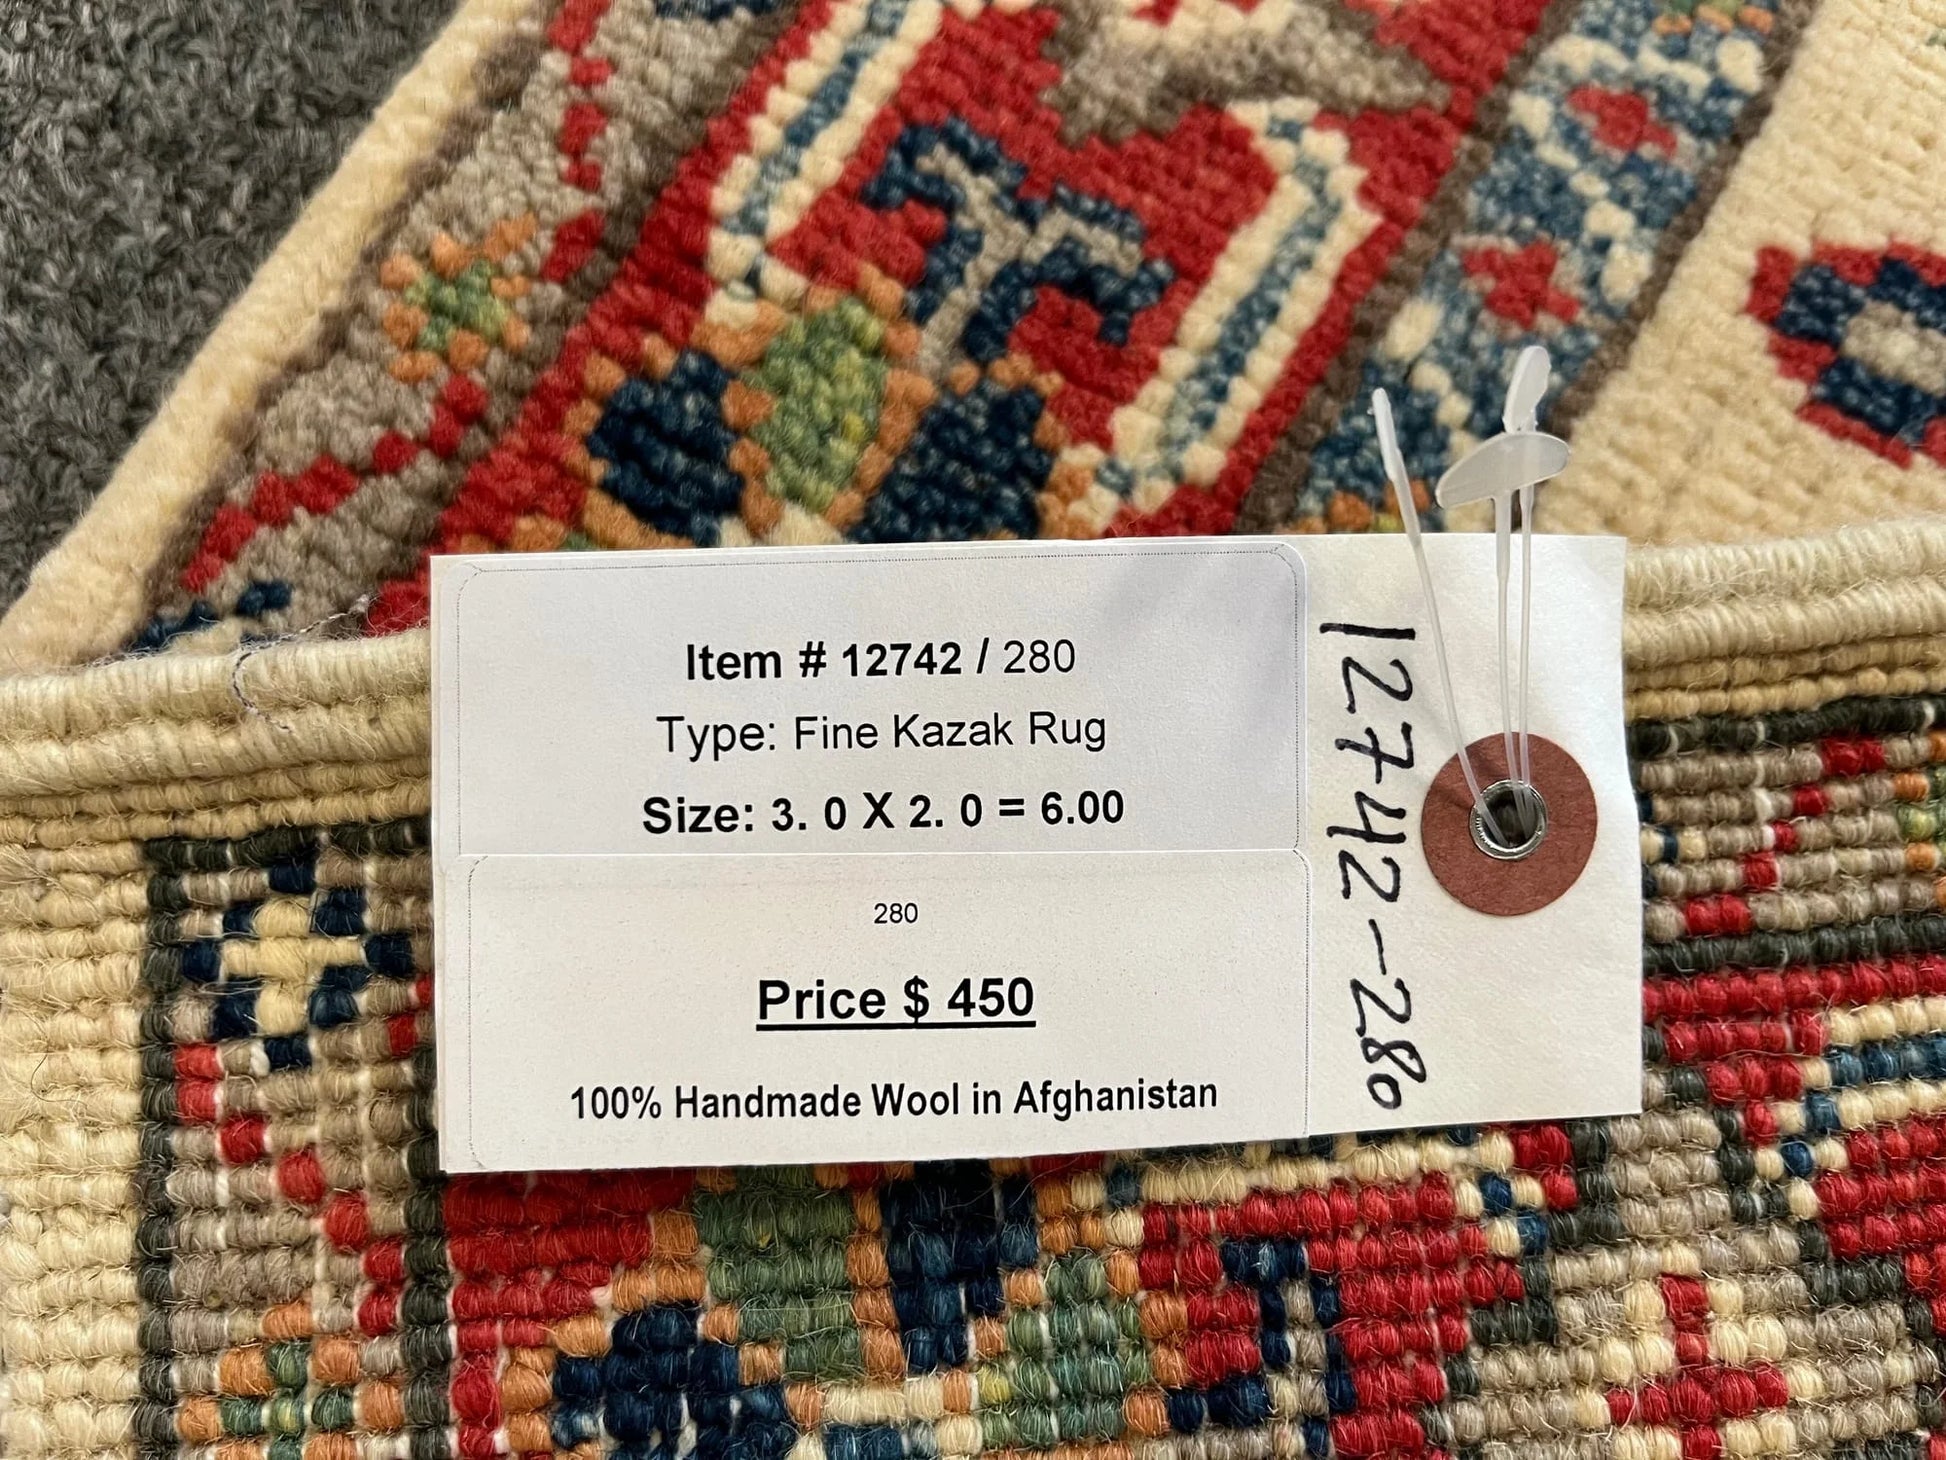 Item # 12742 / 280
Type: Fine Kazak Rug
Size: 3. 0 X 2. 0 = 6.00
280
Price $ 450
100% Handmade Wool in Afghanistan
12742-280